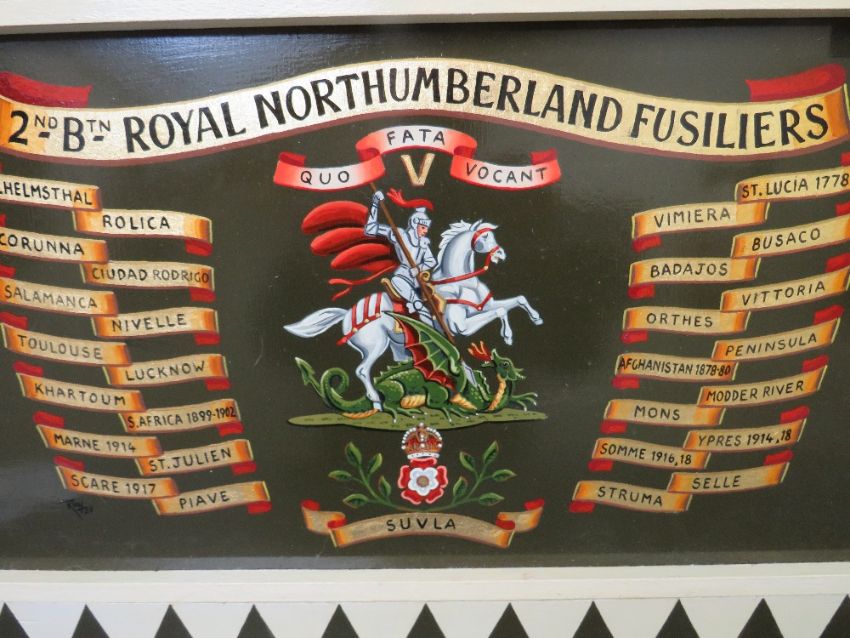 2ND BTN ROYAL NORTHUMBERLAND FUSILIERS
QUO FATA VOCANT
V
LHELMSTHAL
ROLICA
CORUNNA
CIUDAD RODRIGO
SALAMANCA
NIVELLE
TOULOUSE
LUCKNOW
KHARTOUM
S.AFRICA 1899-1902
MARNE 1914
ST. JULIEN
SCARE 1917
PIAVE
ST. LUCIA 1778
VIMIERA
BUSACO
BADAJOS
VITTORIA
ORTHES
PENINSULA
AFGHANISTAN 1878-80
MODDER RIVER
MONS
YPRES 1914,18
SOMME 1916,18
SELLE
STRUMA
SUVLA